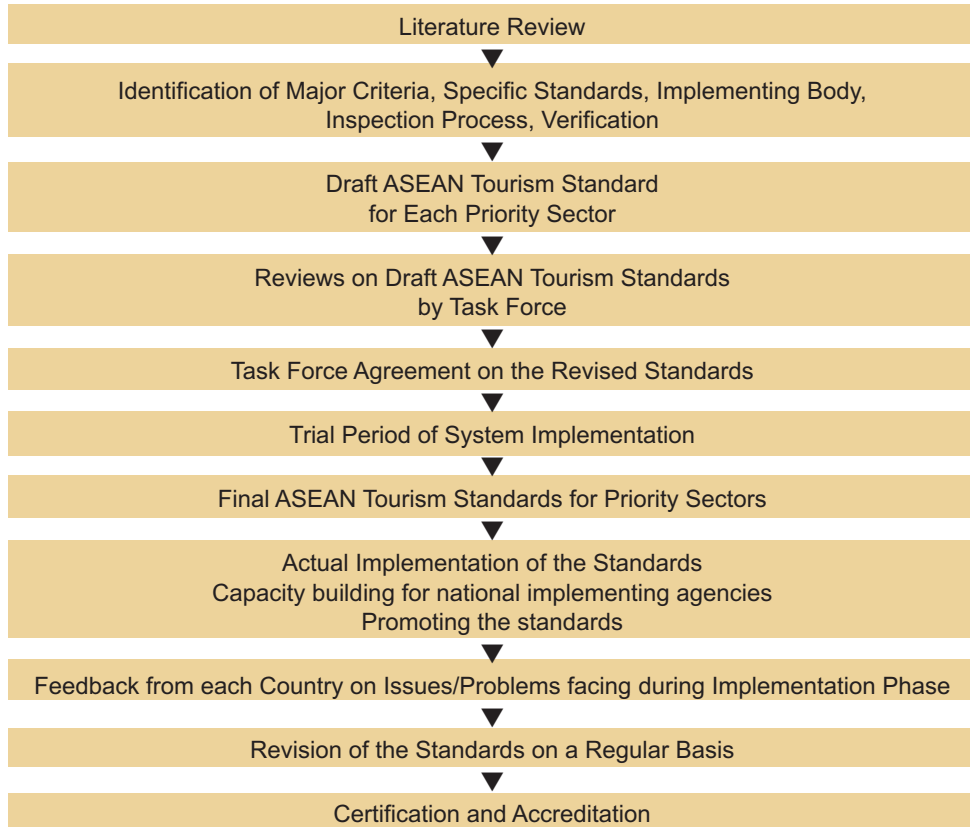 Literature Review
Identification of Major Criteria, Specific Standards, Implementing Body,
Inspection Process, Verification
Draft ASEAN Tourism Standard
for Each Priority Sector
Reviews on Draft ASEAN Tourism Standards
by Task Force
Task Force Agreement on the Revised Standards
Trial Period of System Implementation
Final ASEAN Tourism Standards for Priority Sectors
Actual Implementation of the Standards
Capacity building for national implementing agencies
Promoting the standards
Feedback from each Country on Issues/Problems facing during Implementation Phase
Revision of the Standards on a Regular Basis
Certification and Accreditation